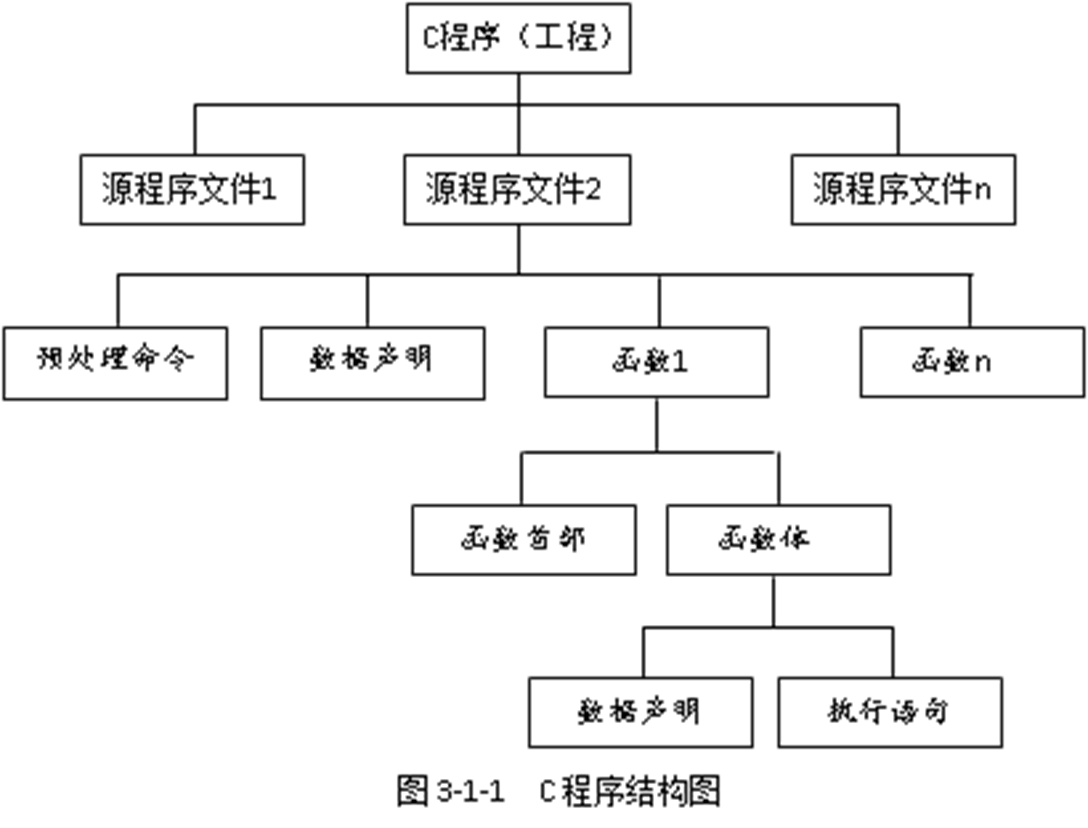 C程序（工程）
源程序文件1
源程序文件2
源程序文件n
预处理命令
数据声明
函数1
函数n
函数首部
函数体
数据声明
执行语句
图 3-1-1 C 程序结构图